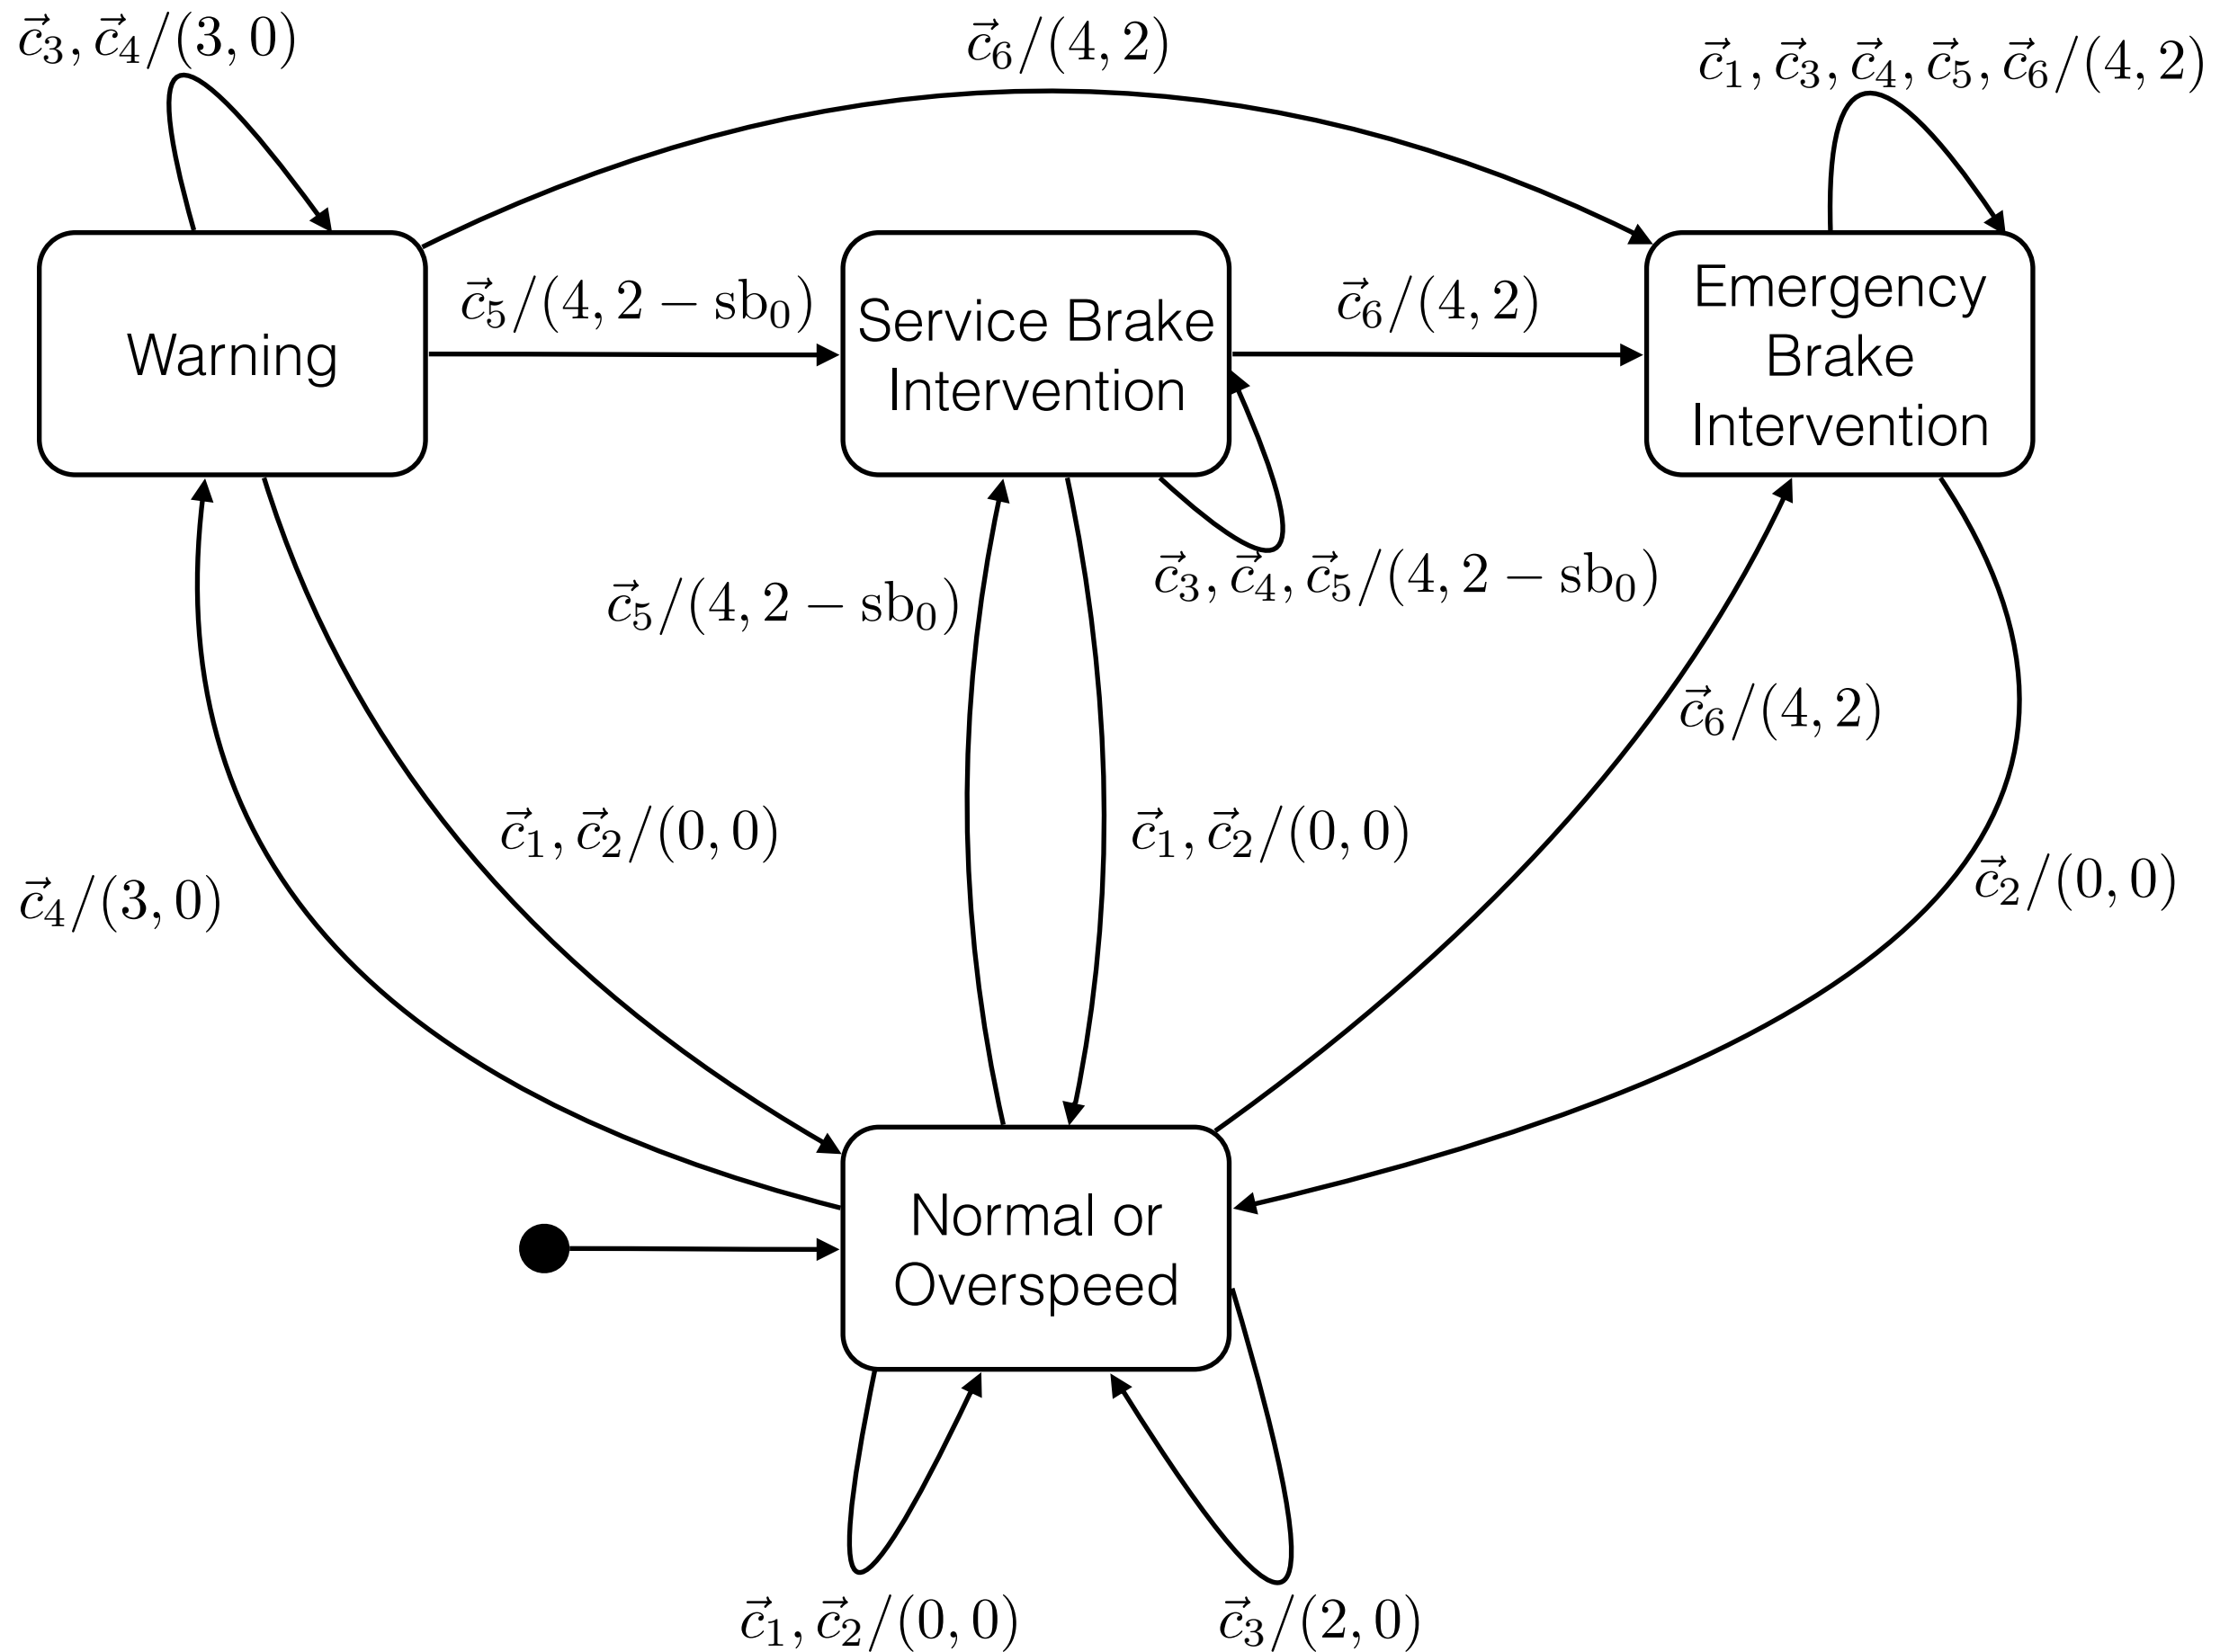 c⃗₃, c⃗₄/(3, 0)
c⃗₆/(4, 2)
c⃗₁, c⃗₃, c⃗₄, c⃗₅, c⃗₆/(4, 2)
Warning
c⃗₅/(4, 2 − sb₀)
Service Brake
Intervention
c⃗₆/(4, 2)
Emergency
Brake
Intervention
c⃗₅/(4, 2 − sb₀)
c⃗₃, c⃗₄, c⃗₅/(4, 2 − sb₀)
c⃗₆/(4, 2)
c⃗₄/(3, 0)
c⃗₁, c⃗₂/(0, 0)
c⃗₁, c⃗₂/(0, 0)
c⃗₂/(0, 0)
Normal or
Overspeed
c⃗₁, c⃗₂/(0, 0)
c⃗₃/(2, 0)